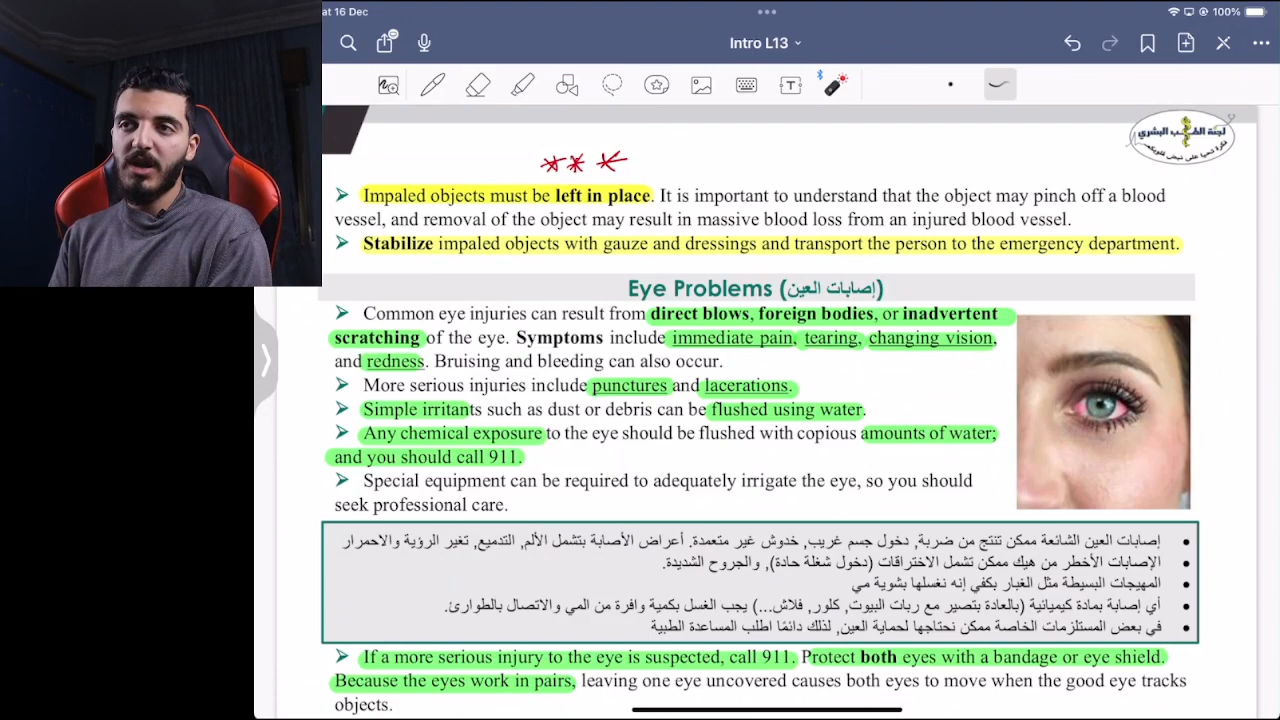 at 16 Dec
100%
Intro L13
لجنة الطب البشري
فكرة تحيا على نبض قلوبكم
➢ Impaled objects must be left in place. It is important to understand that the object may pinch off a blood
vessel, and removal of the object may result in massive blood loss from an injured blood vessel.
➢ Stabilize impaled objects with gauze and dressings and transport the person to the emergency department.
Eye Problems (إصابات العين)
➢ Common eye injuries can result from direct blows, foreign bodies, or inadvertent
scratching of the eye. Symptoms include immediate pain, tearing, changing vision,
and redness. Bruising and bleeding can also occur.
➢ More serious injuries include punctures and lacerations.
➢ Simple irritants such as dust or debris can be flushed using water.
➢ Any chemical exposure to the eye should be flushed with copious amounts of water;
and you should call 911.
➢ Special equipment can be required to adequately irrigate the eye, so you should
seek professional care.
• إصابات العين الشائعة ممكن تنتج من ضربة, دخول جسم غريب, خدوش غير متعمدة. أعراض الأصابة بتشمل الألم, التدميع, تغير الرؤية والاحمرار
• الإصابات الأخطر من هيك ممكن تشمل الاختراقات (دخول شغلة حادة), والجروح الشديدة.
• المهيجات البسيطة مثل الغبار بكفي إنه نغسلها بشوية مي
• أي إصابة بمادة كيميائية (بالعادة بتصير مع ربات البيوت, كلور, فلاش...) يجب الغسل بكمية وافرة من المي والاتصال بالطوارئ.
• في بعض المستلزمات الخاصة ممكن نحتاجها لحماية العين, لذلك دائمًا اطلب المساعدة الطبية
➢ If a more serious injury to the eye is suspected, call 911. Protect both eyes with a bandage or eye shield.
Because the eyes work in pairs, leaving one eye uncovered causes both eyes to move when the good eye tracks
objects.